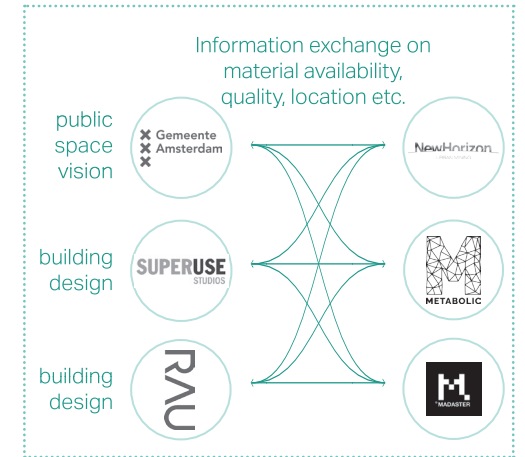 Information exchange on
material availability,
quality, location etc.
public
space
vision
Gemeente
Amsterdam
NewHorizon
building
design
SUPERUSE
STUDIOS
METABOLIC
building
design
RAU
M.
MADASTER